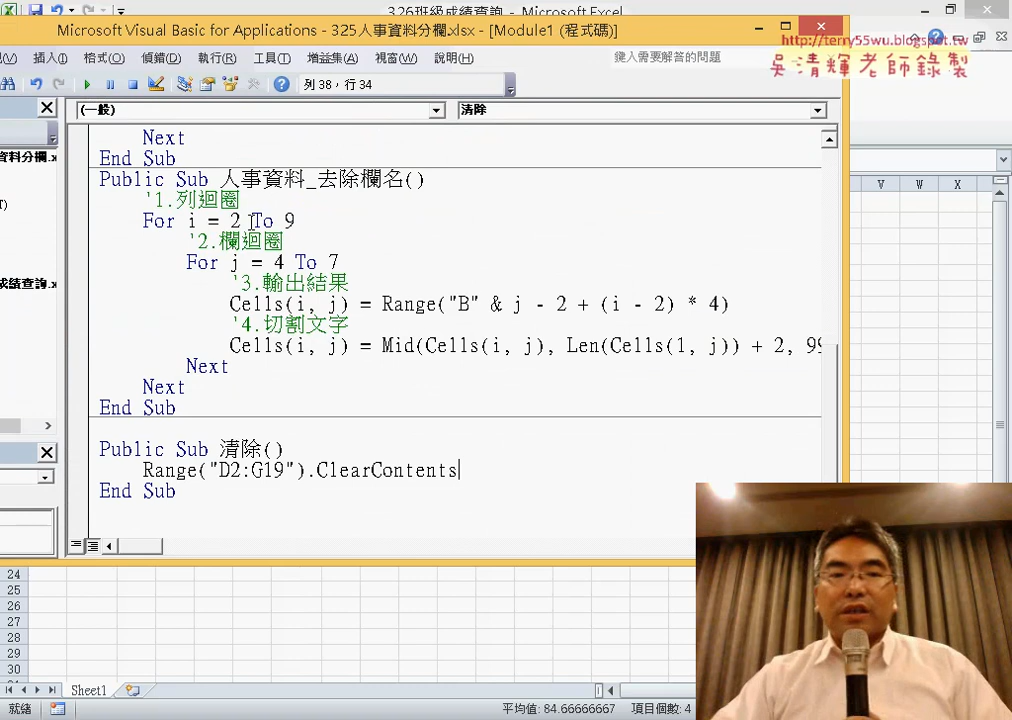 326班級成績查詢 - Microsoft Excel
Microsoft Visual Basic for Applications - 325人事資料分欄.xlsx - [Module1 (程式碼)]
http://terry55wu.blogspot.tw
吳清輝老師錄製
(V) 插入(I) 格式(O) 偵錯(D) 執行(R) 工具(T) 增益集(A) 視窗(W) 說明(H) 鍵入需要解答的問題
列 38，行 34
(一般) 清除
資料分欄.x
T)
成績查詢.x
Next
End Sub
Public Sub 人事資料_去除欄名()
'1.列迴圈
For i = 2 To 9
'2.欄迴圈
For j = 4 To 7
'3.輸出結果
Cells(i, j) = Range("B" & j - 2 + (i - 2) * 4)
'4.切割文字
Cells(i, j) = Mid(Cells(i, j), Len(Cells(1, j)) + 2, 99
Next
Next
End Sub
Public Sub 清除()
Range("D2:G19").ClearContents
End Sub
V W X
24
25
26
27
28
29
30
Sheet1
就緒 平均值: 84.66666667 項目個數: 4